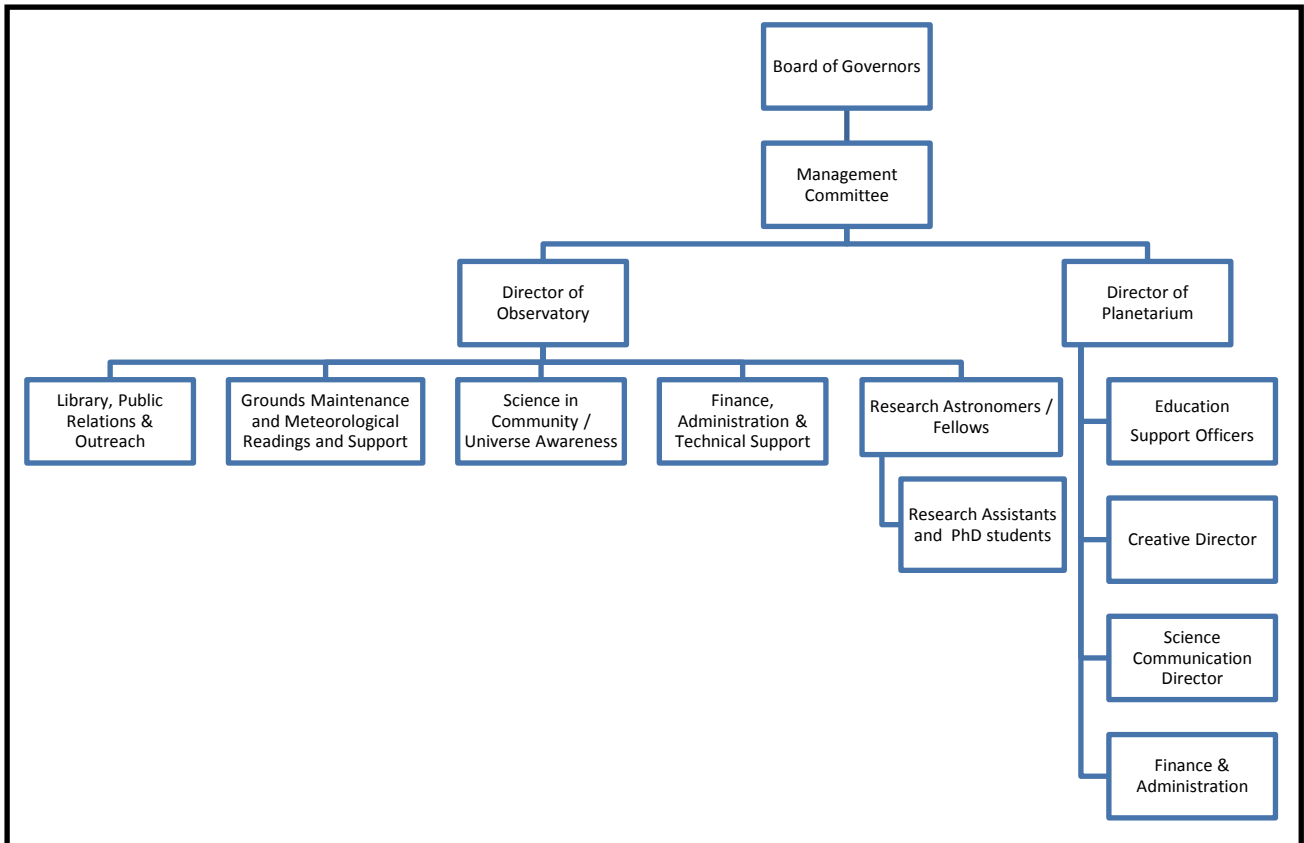 Board of Governors
Management
Committee
Director of
Observatory
Director of
Planetarium
Library, Public
Relations &
Outreach
Grounds Maintenance
and Meteorological
Readings and Support
Science in
Community /
Universe Awareness
Finance,
Administration &
Technical Support
Research Astronomers /
Fellows
Research Assistants
and PhD students
Education
Support Officers
Creative Director
Science
Communication
Director
Finance &
Administration